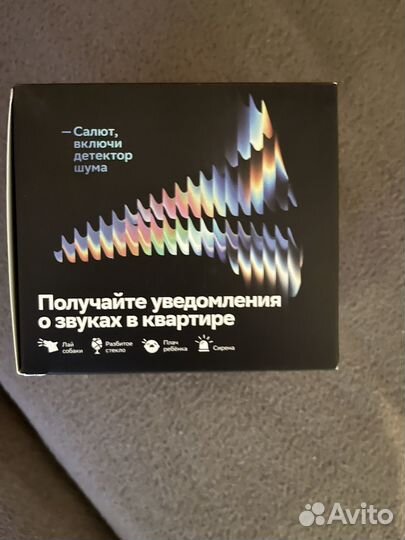 — Салют,
включи
детектор
шума
Получайте уведомления
о звуках в квартире
Лай
собаки
Разбитое
стекло
Плач
ребёнка
Сирена
Avito